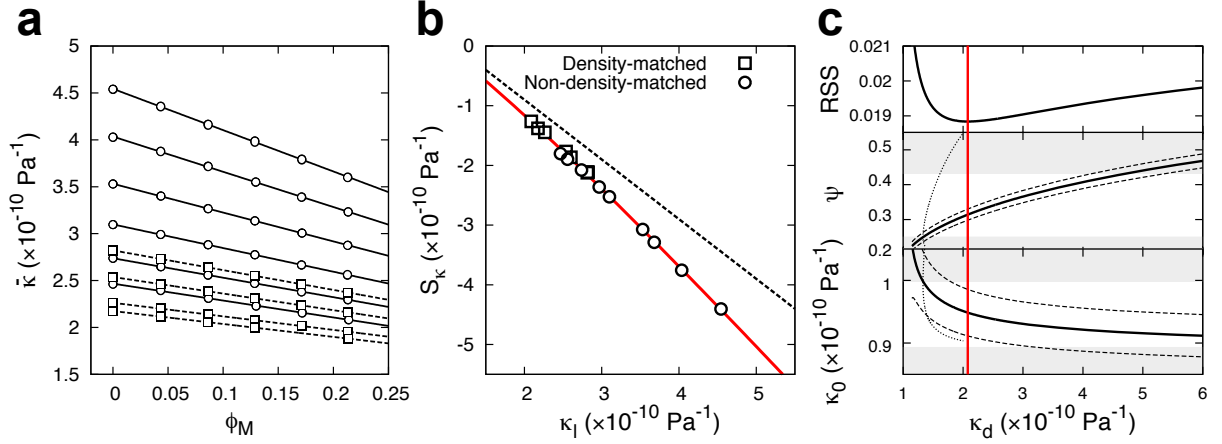 a
5
4.5
4
3.5
3
2.5
2
1.5
κ̄ (×10⁻¹⁰ Pa⁻¹)
0 0.05 0.1 0.15 0.2 0.25
ϕ_M
b
0
-1
-2
-3
-4
-5
S_κ (×10⁻¹⁰ Pa⁻¹)
Density-matched
Non-density-matched
2 3 4 5
κ_l (×10⁻¹⁰ Pa⁻¹)
c
0.021
0.02
0.019
RSS
0.5
0.4
0.3
0.2
ψ
1
0.9
κ₀ (×10⁻¹⁰ Pa⁻¹)
1 2 3 4 5 6
κ_d (×10⁻¹⁰ Pa⁻¹)